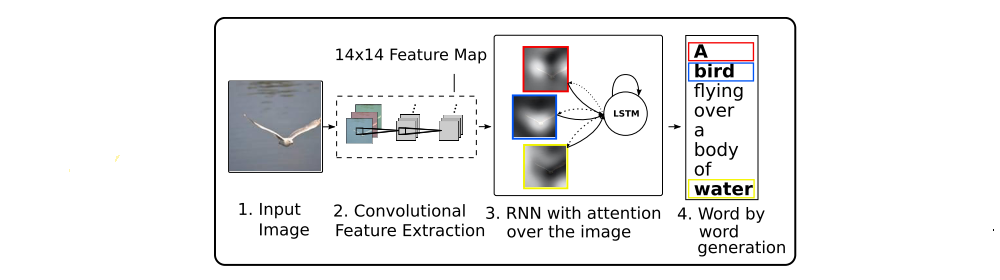 14x14 Feature Map
LSTM
A
bird
flying
over
a
body
of
water
1. Input
Image
2. Convolutional
Feature Extraction
3. RNN with attention
over the image
4. Word by
word
generation